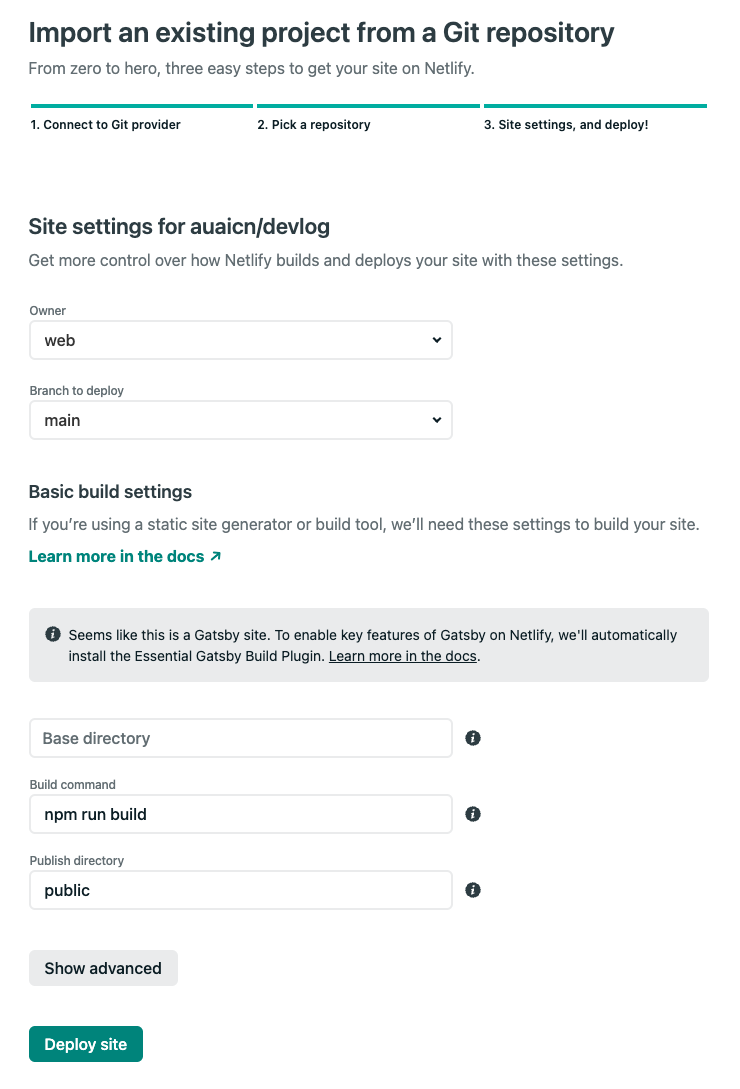 Import an existing project from a Git repository
From zero to hero, three easy steps to get your site on Netlify.
1. Connect to Git provider
2. Pick a repository
3. Site settings, and deploy!
Site settings for auaicn/devlog
Get more control over how Netlify builds and deploys your site with these settings.
Owner
web
Branch to deploy
main
Basic build settings
If you’re using a static site generator or build tool, we’ll need these settings to build your site.
Learn more in the docs ↗
Seems like this is a Gatsby site. To enable key features of Gatsby on Netlify, we'll automatically
install the Essential Gatsby Build Plugin. Learn more in the docs.
Base directory
Build command
npm run build
Publish directory
public
Show advanced
Deploy site